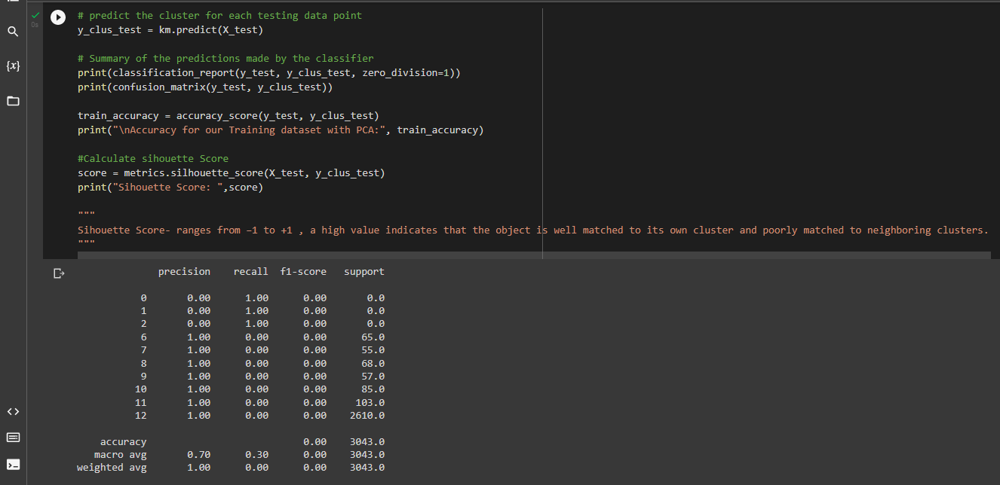 # predict the cluster for each testing data point
0s
y_clus_test = km.predict(X_test)
{x}
# Summary of the predictions made by the classifier
print(classification_report(y_test, y_clus_test, zero_division=1))
print(confusion_matrix(y_test, y_clus_test))
train_accuracy = accuracy_score(y_test, y_clus_test)
print("\nAccuracy for our Training dataset with PCA:", train_accuracy)
#Calculate sihouette Score
score = metrics.silhouette_score(X_test, y_clus_test)
print("Sihouette Score: ",score)
"""
Sihouette Score- ranges from −1 to +1 , a high value indicates that the object is well matched to its own cluster and poorly matched to neighboring clusters.
"""
precision recall f1-score support
0 0.00 1.00 0.00 0.0
1 0.00 1.00 0.00 0.0
2 0.00 1.00 0.00 0.0
6 1.00 0.00 0.00 65.0
7 1.00 0.00 0.00 55.0
8 1.00 0.00 0.00 68.0
9 1.00 0.00 0.00 57.0
10 1.00 0.00 0.00 85.0
11 1.00 0.00 0.00 103.0
12 1.00 0.00 0.00 2610.0
accuracy 0.00 3043.0
macro avg 0.70 0.30 0.00 3043.0
weighted avg 1.00 0.00 0.00 3043.0